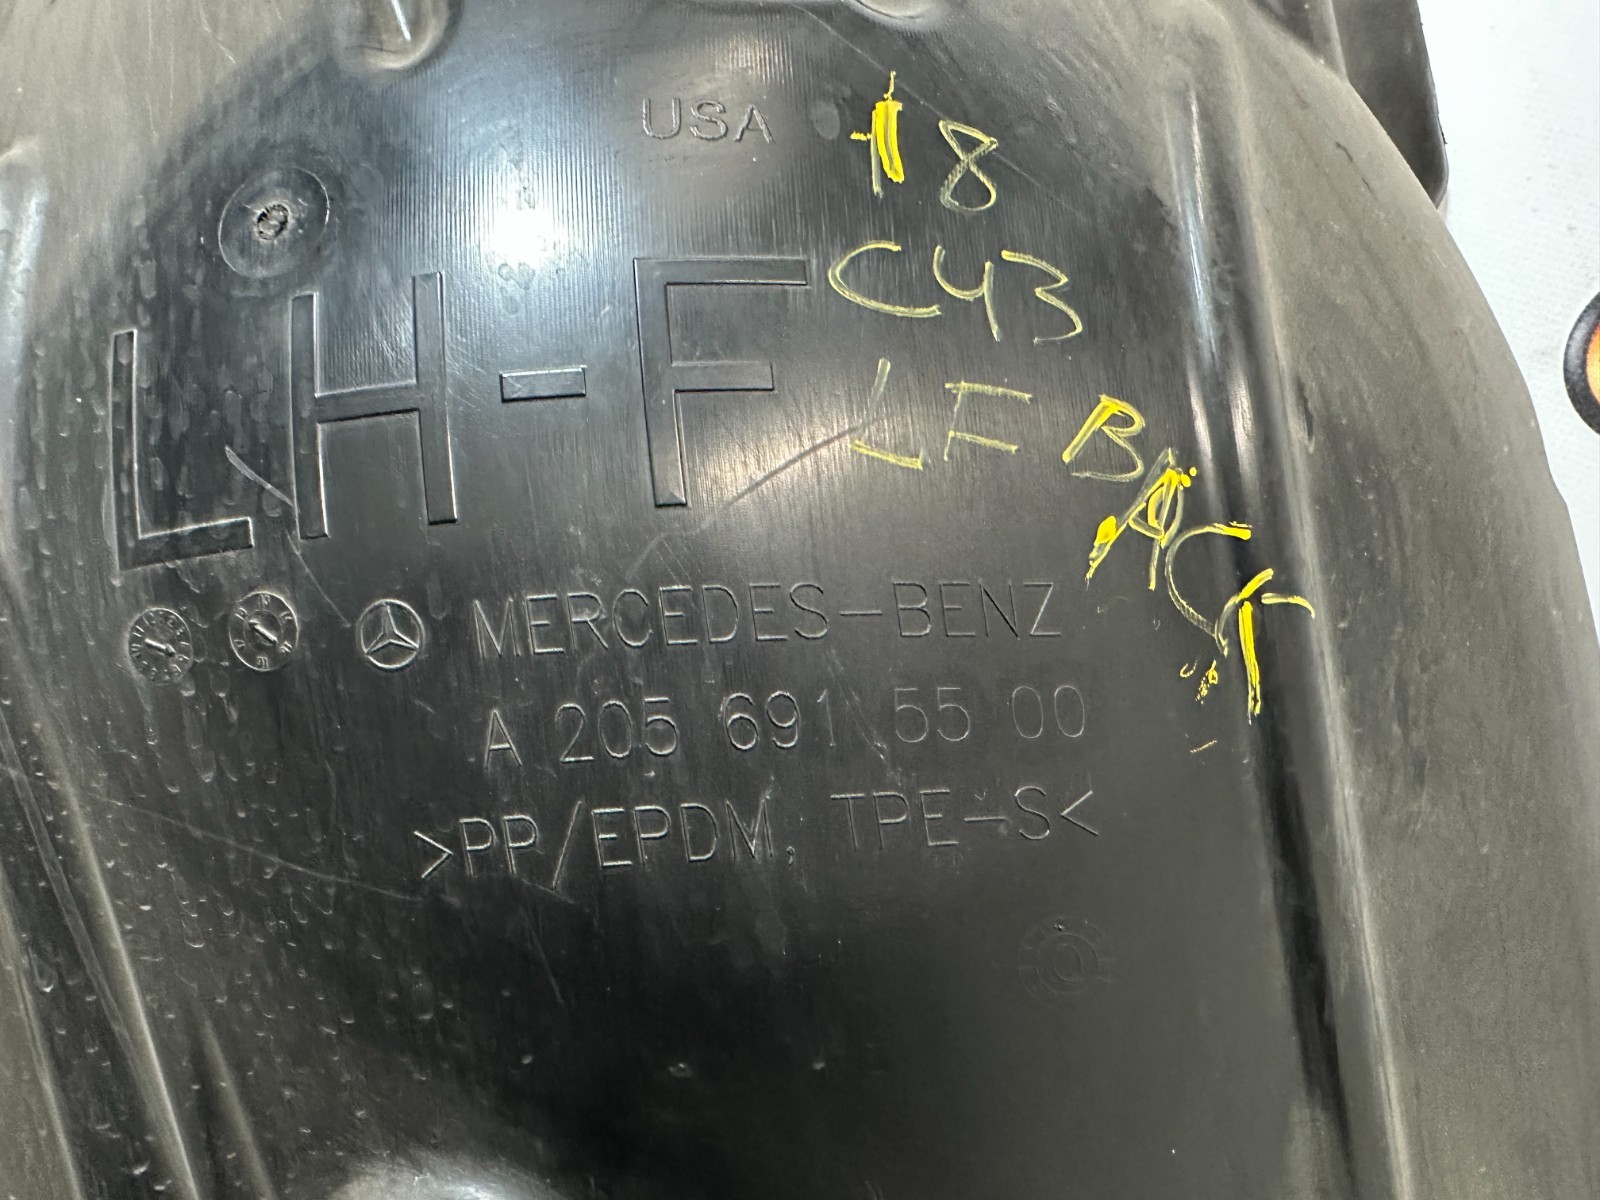 USA
18
C43
LF BACK
LH-F
MERCEDES-BENZ
A 205 691 55 00
>PP/EPDM, TPE-S<